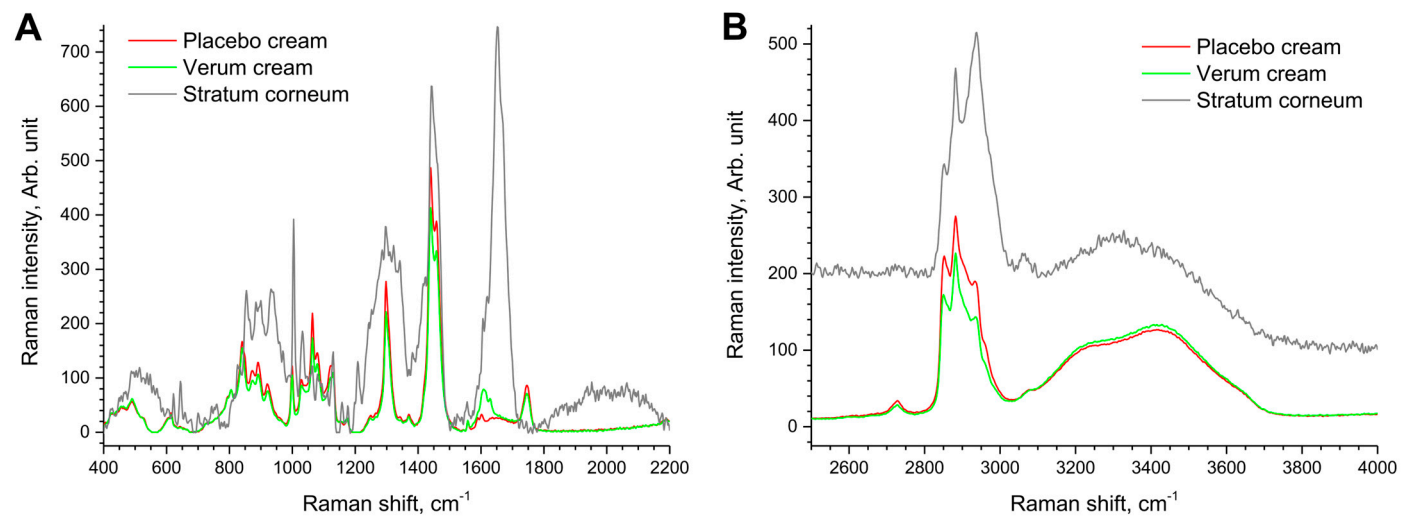 A
Placebo cream
Verum cream
Stratum corneum
Raman intensity, Arb. unit
700
600
500
400
300
200
100
0
400 600 800 1000 1200 1400 1600 1800 2000 2200
Raman shift, cm-1
B
Placebo cream
Verum cream
Stratum corneum
Raman intensity, Arb. unit
500
400
300
200
100
0
2600 2800 3000 3200 3400 3600 3800 4000
Raman shift, cm-1